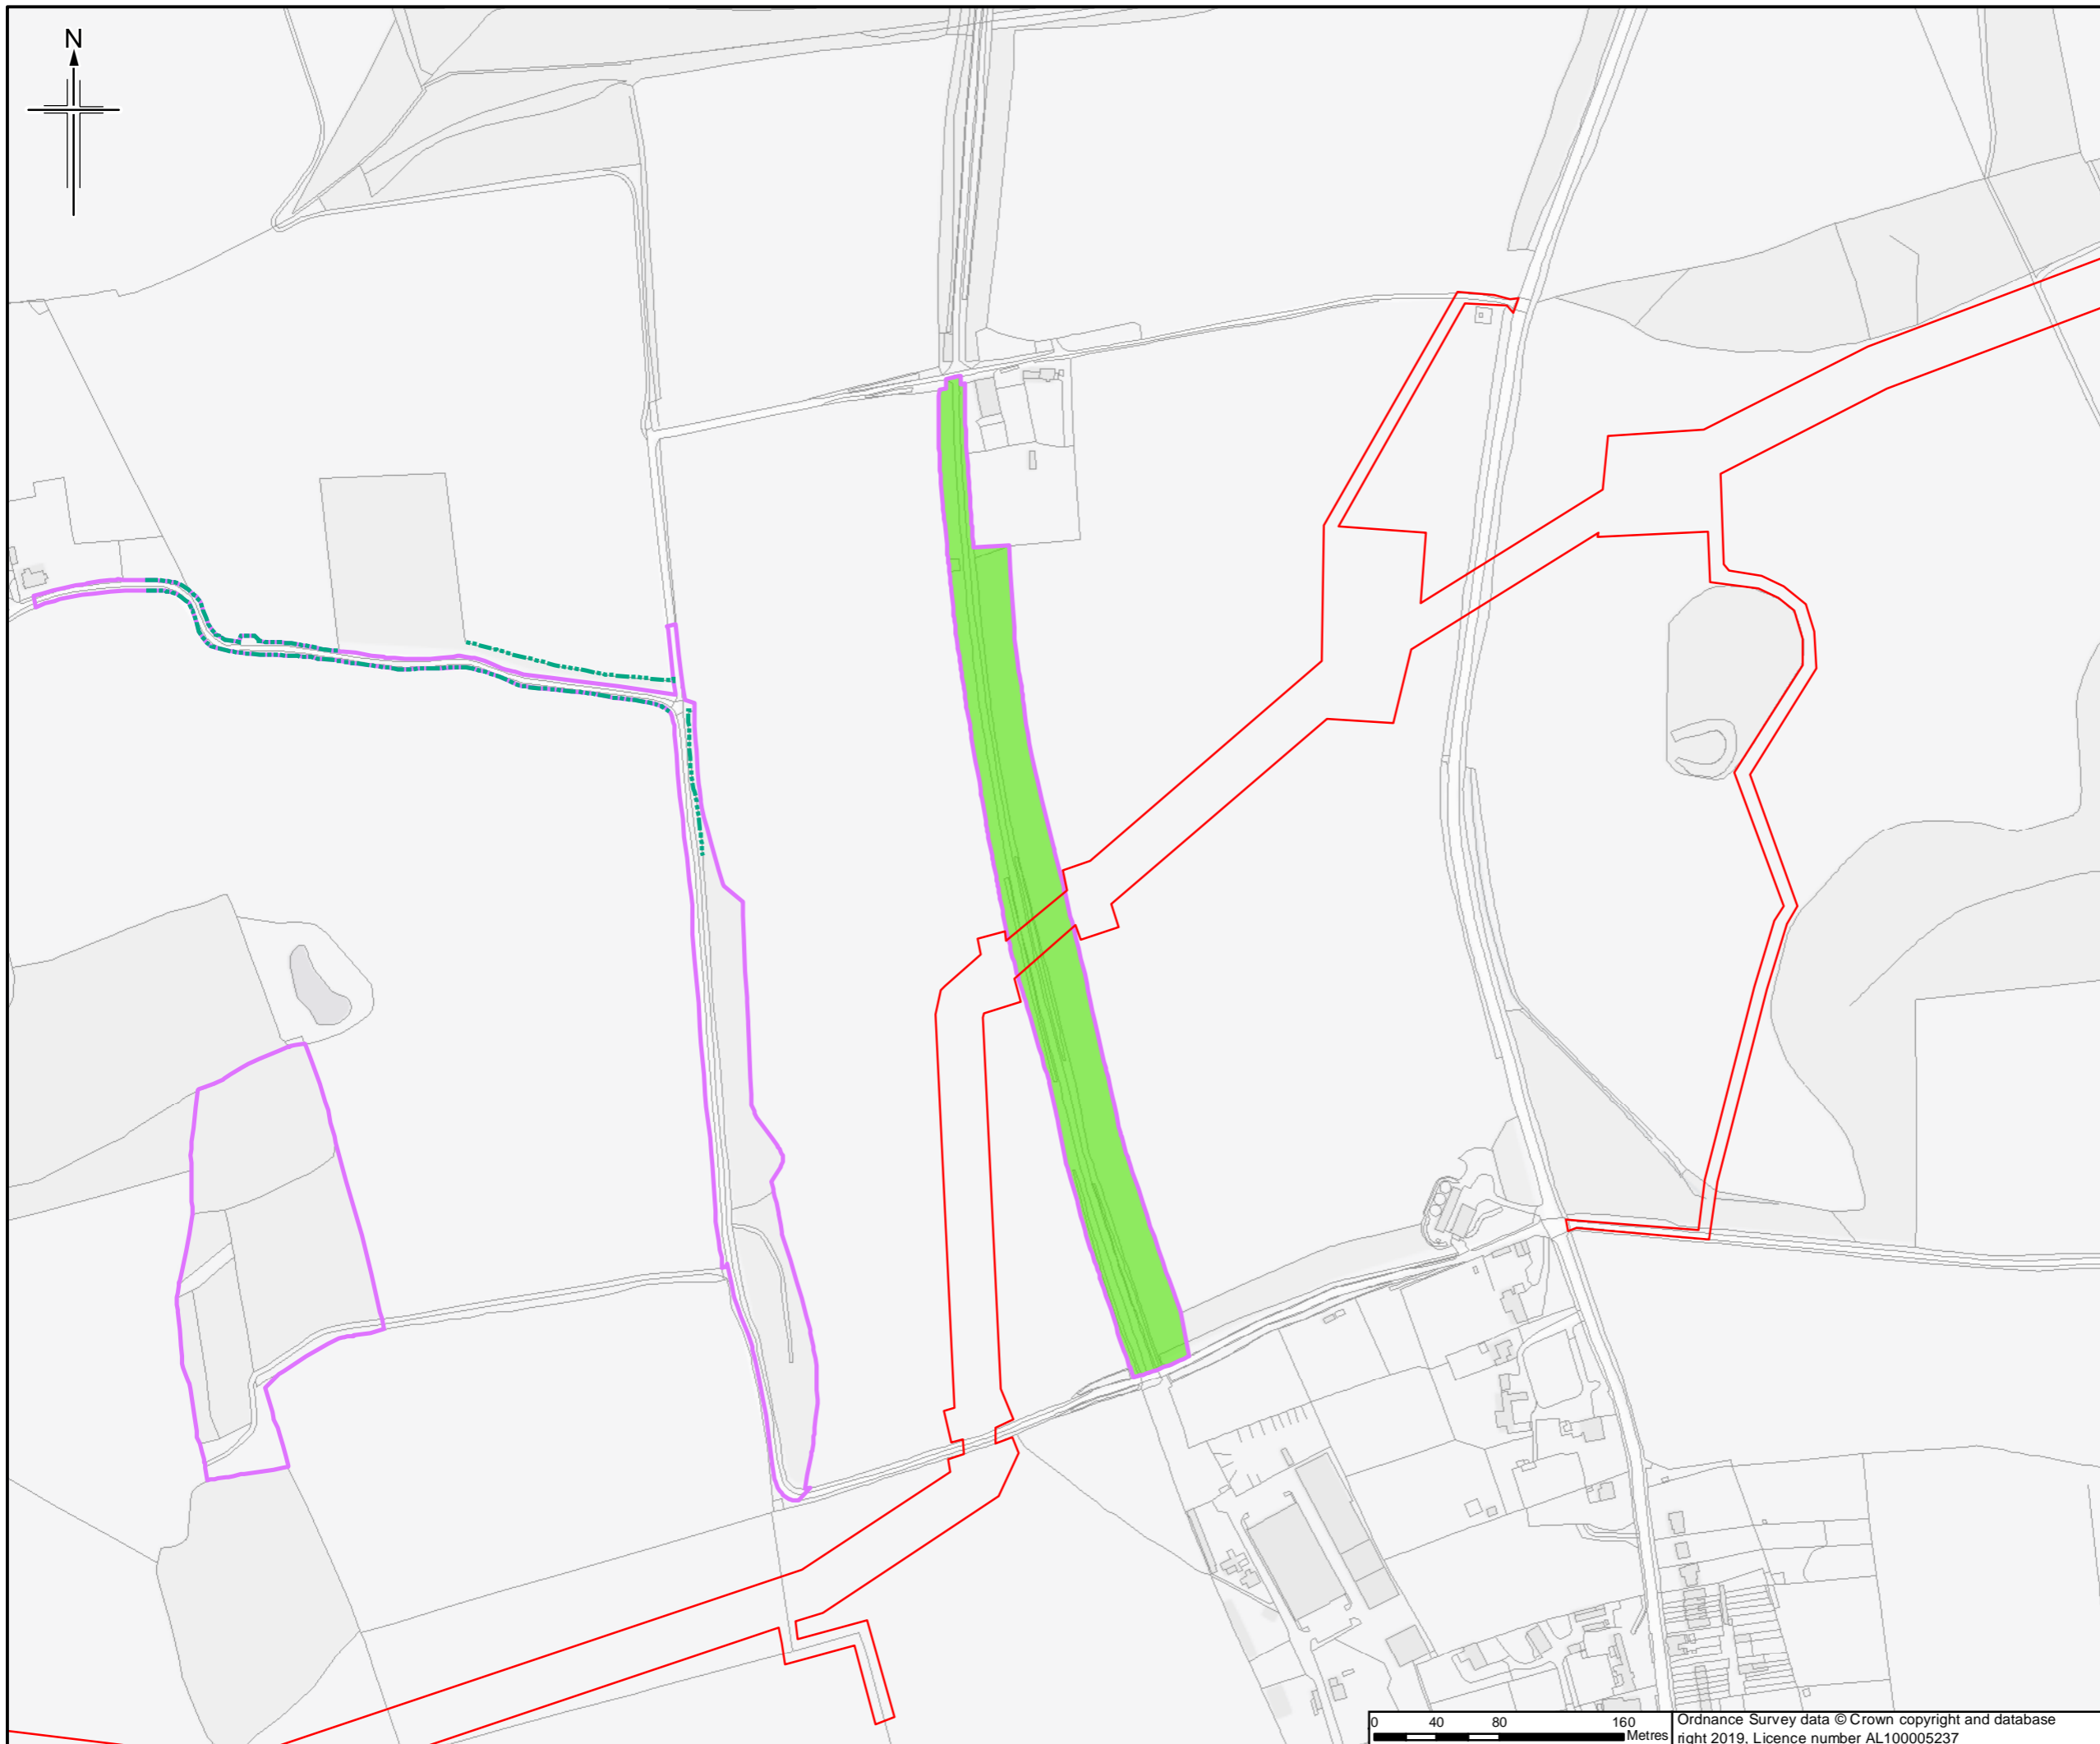 N
0 40 80 160
Metres
Ordnance Survey data © Crown copyright and database
right 2019. Licence number AL100005237